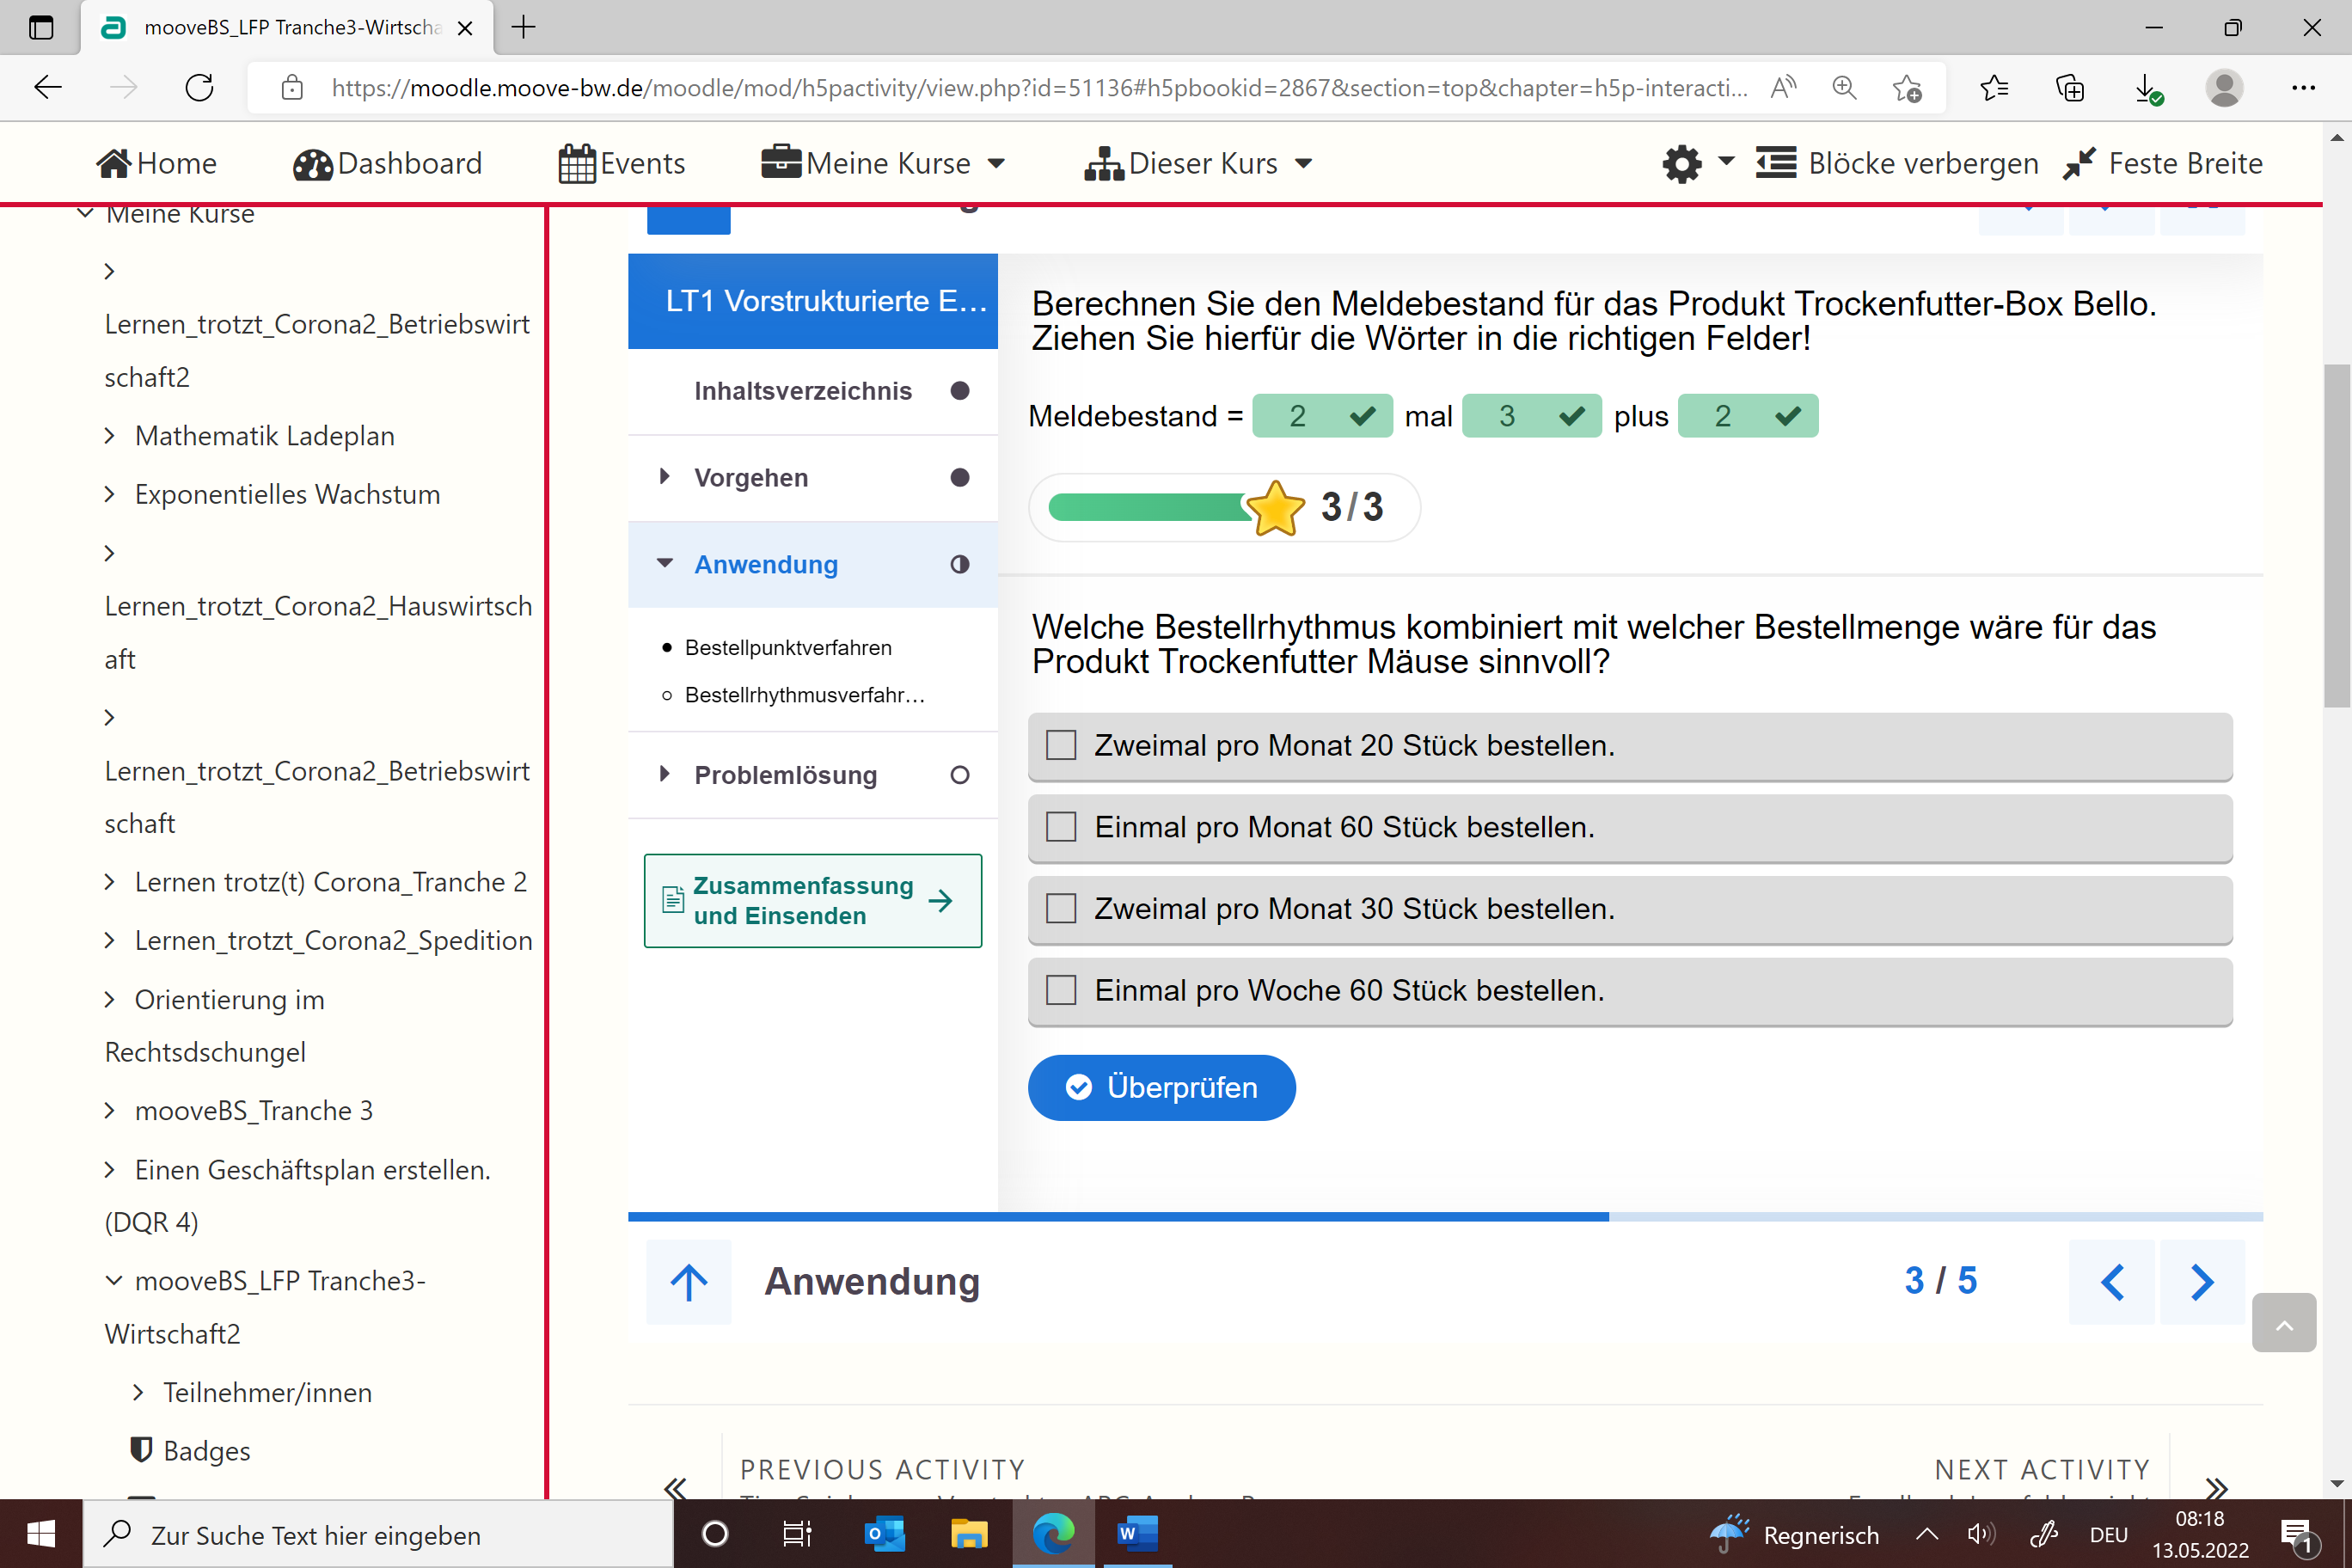 mooveBS_LFP Tranche3-Wirtscha
https://moodle.moove-bw.de/moodle/mod/h5pactivity/view.php?id=51136#h5pbookid=2867&section=top&chapter=h5p-interacti...
Home Dashboard Events Meine Kurse Dieser Kurs Blöcke verbergen Feste Breite
Meine Kurse
Lernen_trotzt_Corona2_Betriebswirt
schaft2
Mathematik Ladeplan
Exponentielles Wachstum
Lernen_trotzt_Corona2_Hauswirtsch
aft
Lernen_trotzt_Corona2_Betriebswirt
schaft
Lernen trotz(t) Corona_Tranche 2
Lernen_trotzt_Corona2_Spedition
Orientierung im
Rechtsdschungel
mooveBS_Tranche 3
Einen Geschäftsplan erstellen.
(DQR 4)
mooveBS_LFP Tranche3-
Wirtschaft2
Teilnehmer/innen
Badges
LT1 Vorstrukturierte E...
Inhaltsverzeichnis
Vorgehen
Anwendung
Bestellpunktverfahren
Bestellrhythmusverfahr...
Problemlösung
Zusammenfassung
und Einsenden
Berechnen Sie den Meldebestand für das Produkt Trockenfutter-Box Bello.
Ziehen Sie hierfür die Wörter in die richtigen Felder!
Meldebestand = 2 mal 3 plus 2
3/3
Welche Bestellrhythmus kombiniert mit welcher Bestellmenge wäre für das
Produkt Trockenfutter Mäuse sinnvoll?
Zweimal pro Monat 20 Stück bestellen.
Einmal pro Monat 60 Stück bestellen.
Zweimal pro Monat 30 Stück bestellen.
Einmal pro Woche 60 Stück bestellen.
Überprüfen
Anwendung
3 / 5
PREVIOUS ACTIVITY
NEXT ACTIVITY
Zur Suche Text hier eingeben
Regnerisch
DEU
08:18
13.05.2022
1